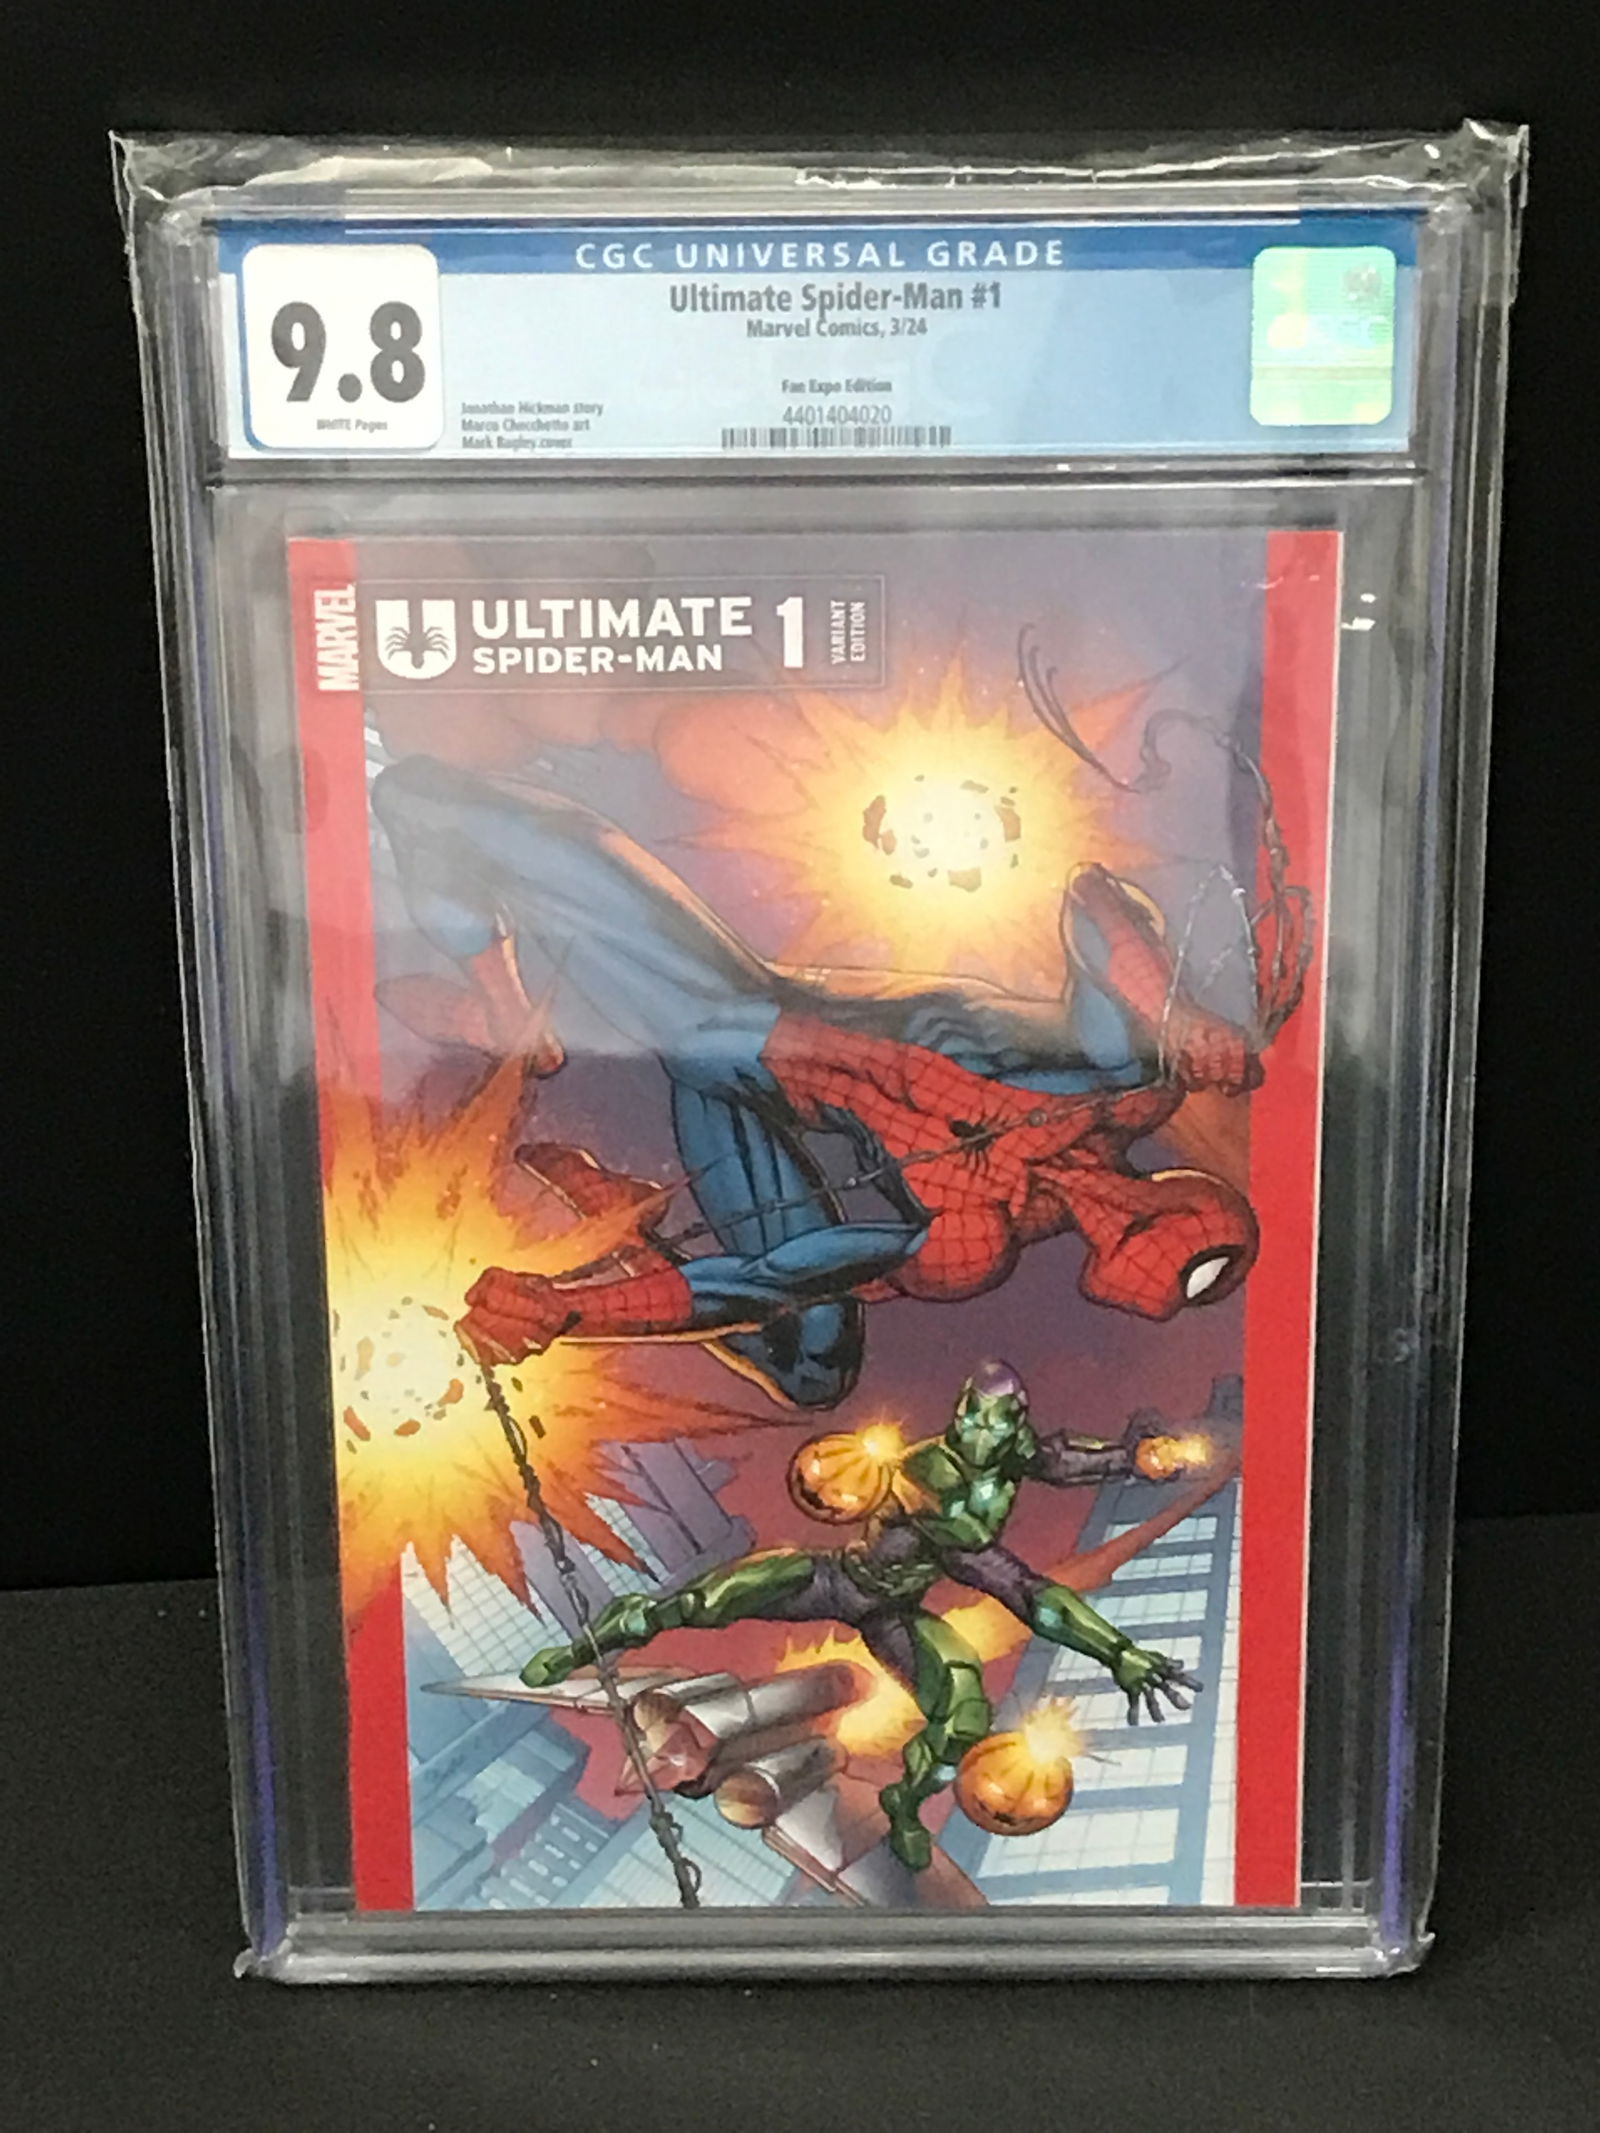 CGC UNIVERSAL GRADE
9.8
WHITE Pages
Ultimate Spider-Man #1
Marvel Comics, 3/24
Fan Expo Edition
4401404020
Jonathan Hickman story
Marco Checchetto art
Mark Bagley cover
MARVEL
U ULTIMATE
SPIDER-MAN
1
VARIANT
EDITION